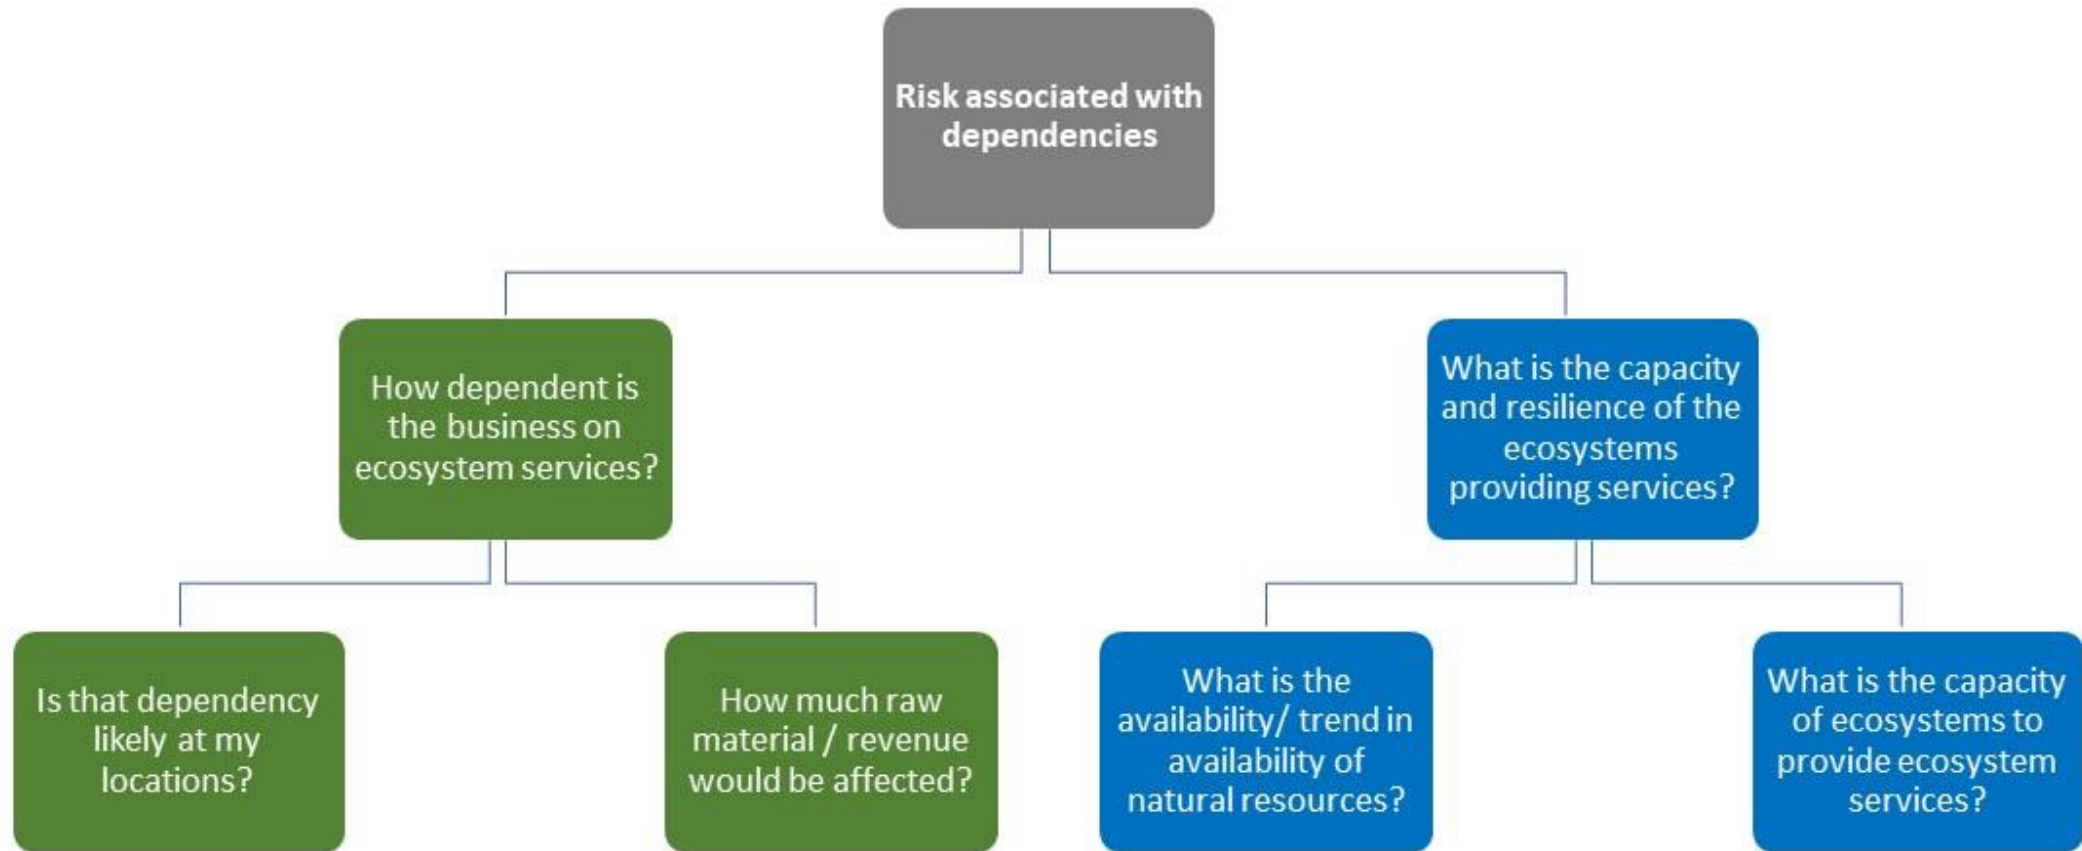 Risk associated with
dependencies
How dependent is
the business on
ecosystem services?
What is the capacity
and resilience of the
ecosystems
providing services?
Is that dependency
likely at my
locations?
How much raw
material / revenue
would be affected?
What is the
availability/ trend in
availability of
natural resources?
What is the capacity
of ecosystems to
provide ecosystem
services?